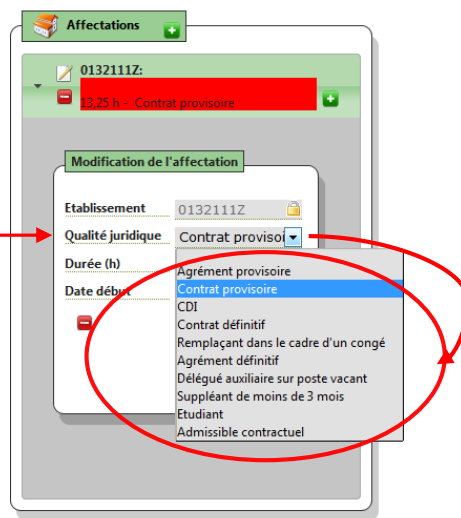 Affectations
0132111Z:
13,25 h - Contrat provisoire
Modification de l'affectation
Etablissement 0132111Z
Qualité juridique Contrat provisoi
Durée (h)
Date début
Agrément provisoire
Contrat provisoire
CDI
Contrat définitif
Remplaçant dans le cadre d'un congé
Agrément définitif
Délégué auxiliaire sur poste vacant
Suppléant de moins de 3 mois
Etudiant
Admissible contractuel